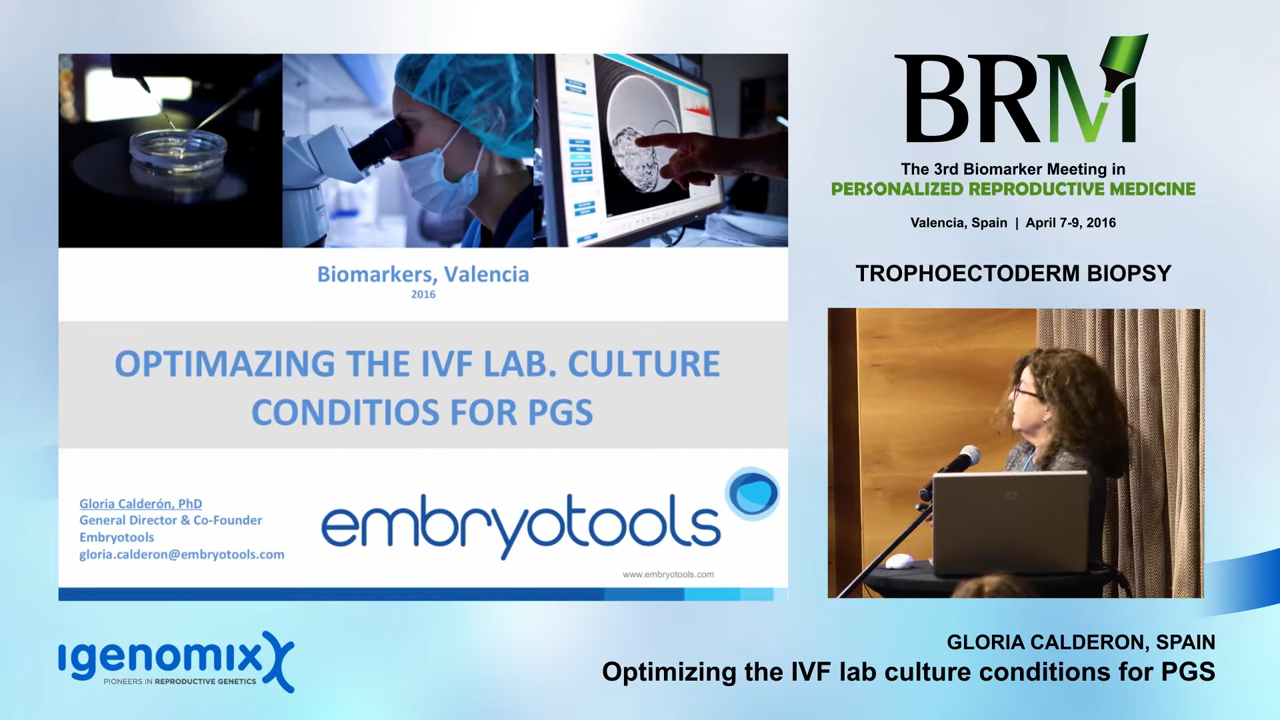 Biomarkers, Valencia
2016
OPTIMAZING THE IVF LAB. CULTURE
CONDITIOS FOR PGS
Gloria Calderón, PhD
General Director & Co-Founder
Embryotools
gloria.calderon@embryotools.com
embryotools
www.embryotools.com
BRM
The 3rd Biomarker Meeting in
PERSONALIZED REPRODUCTIVE MEDICINE
Valencia, Spain | April 7-9, 2016
TROPHOECTODERM BIOPSY
igenomix
PIONEERS IN REPRODUCTIVE GENETICS
GLORIA CALDERON, SPAIN
Optimizing the IVF lab culture conditions for PGS